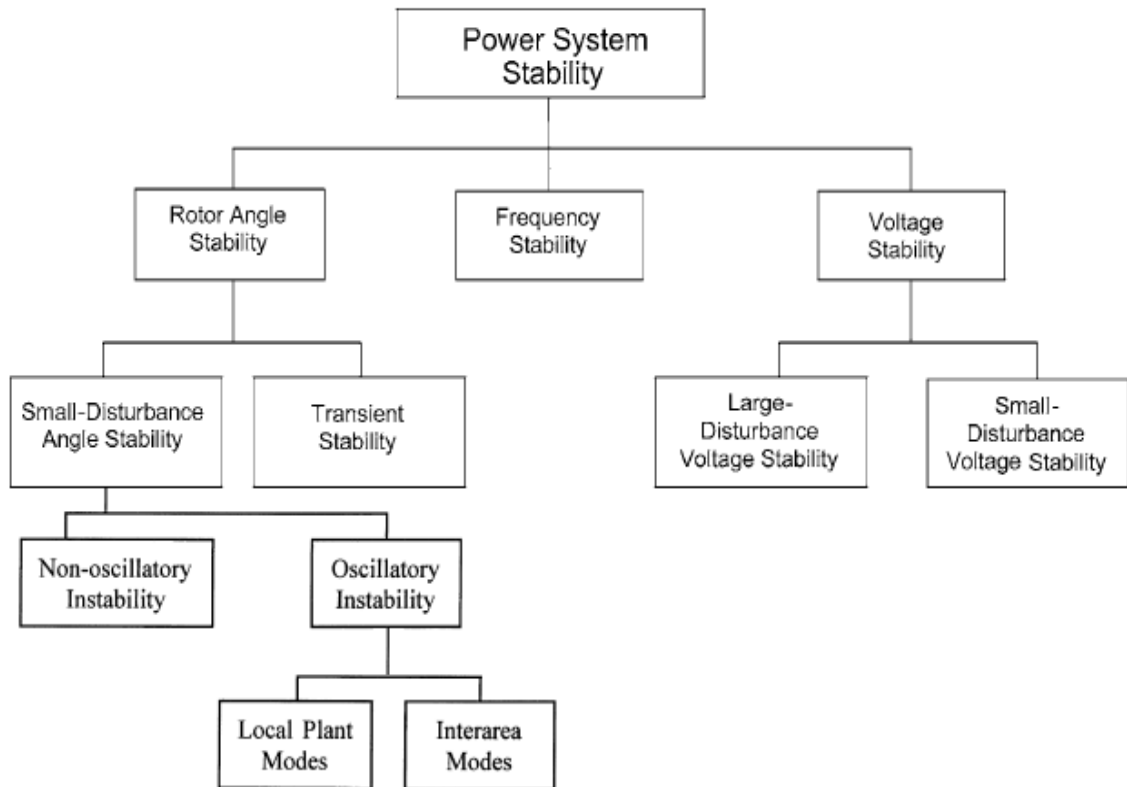 Power System
Stability
Rotor Angle
Stability
Frequency
Stability
Voltage
Stability
Small-Disturbance
Angle Stability
Transient
Stability
Large-
Disturbance
Voltage Stability
Small-
Disturbance
Voltage Stability
Non-oscillatory
Instability
Oscillatory
Instability
Local Plant
Modes
Interarea
Modes